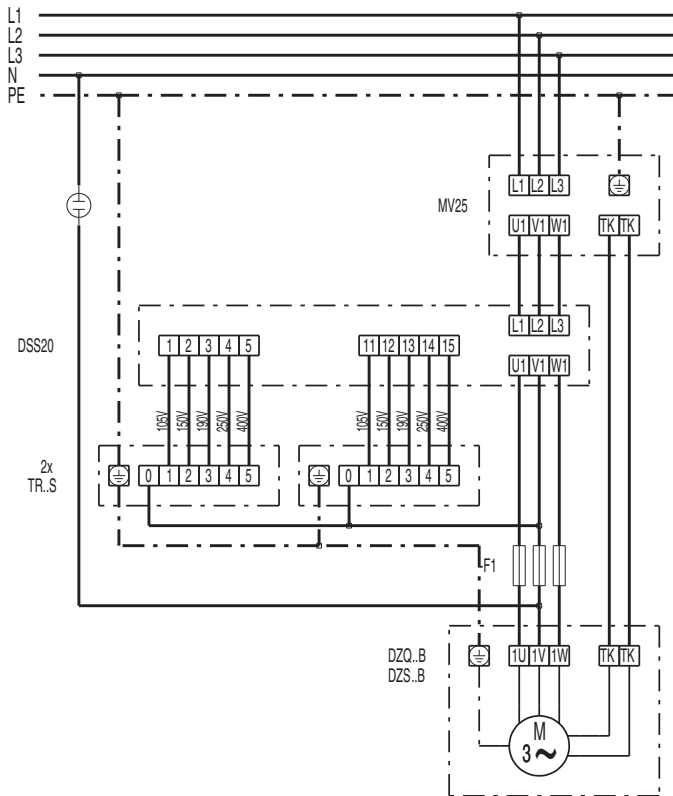 L1
L2
L3
N
PE
L1 L2 L3
MV25
U1 V1 W1 TK TK
L1 L2 L3
DSS20
1 2 3 4 5
11 12 13 14 15
U1 V1 W1
105V 150V 190V 250V 400V
105V 150V 190V 250V 400V
2x
TR..S
0 1 2 3 4 5
0 1 2 3 4 5
F1
DZQ..B
DZS..B
1U 1V 1W TK TK
M
3 ~